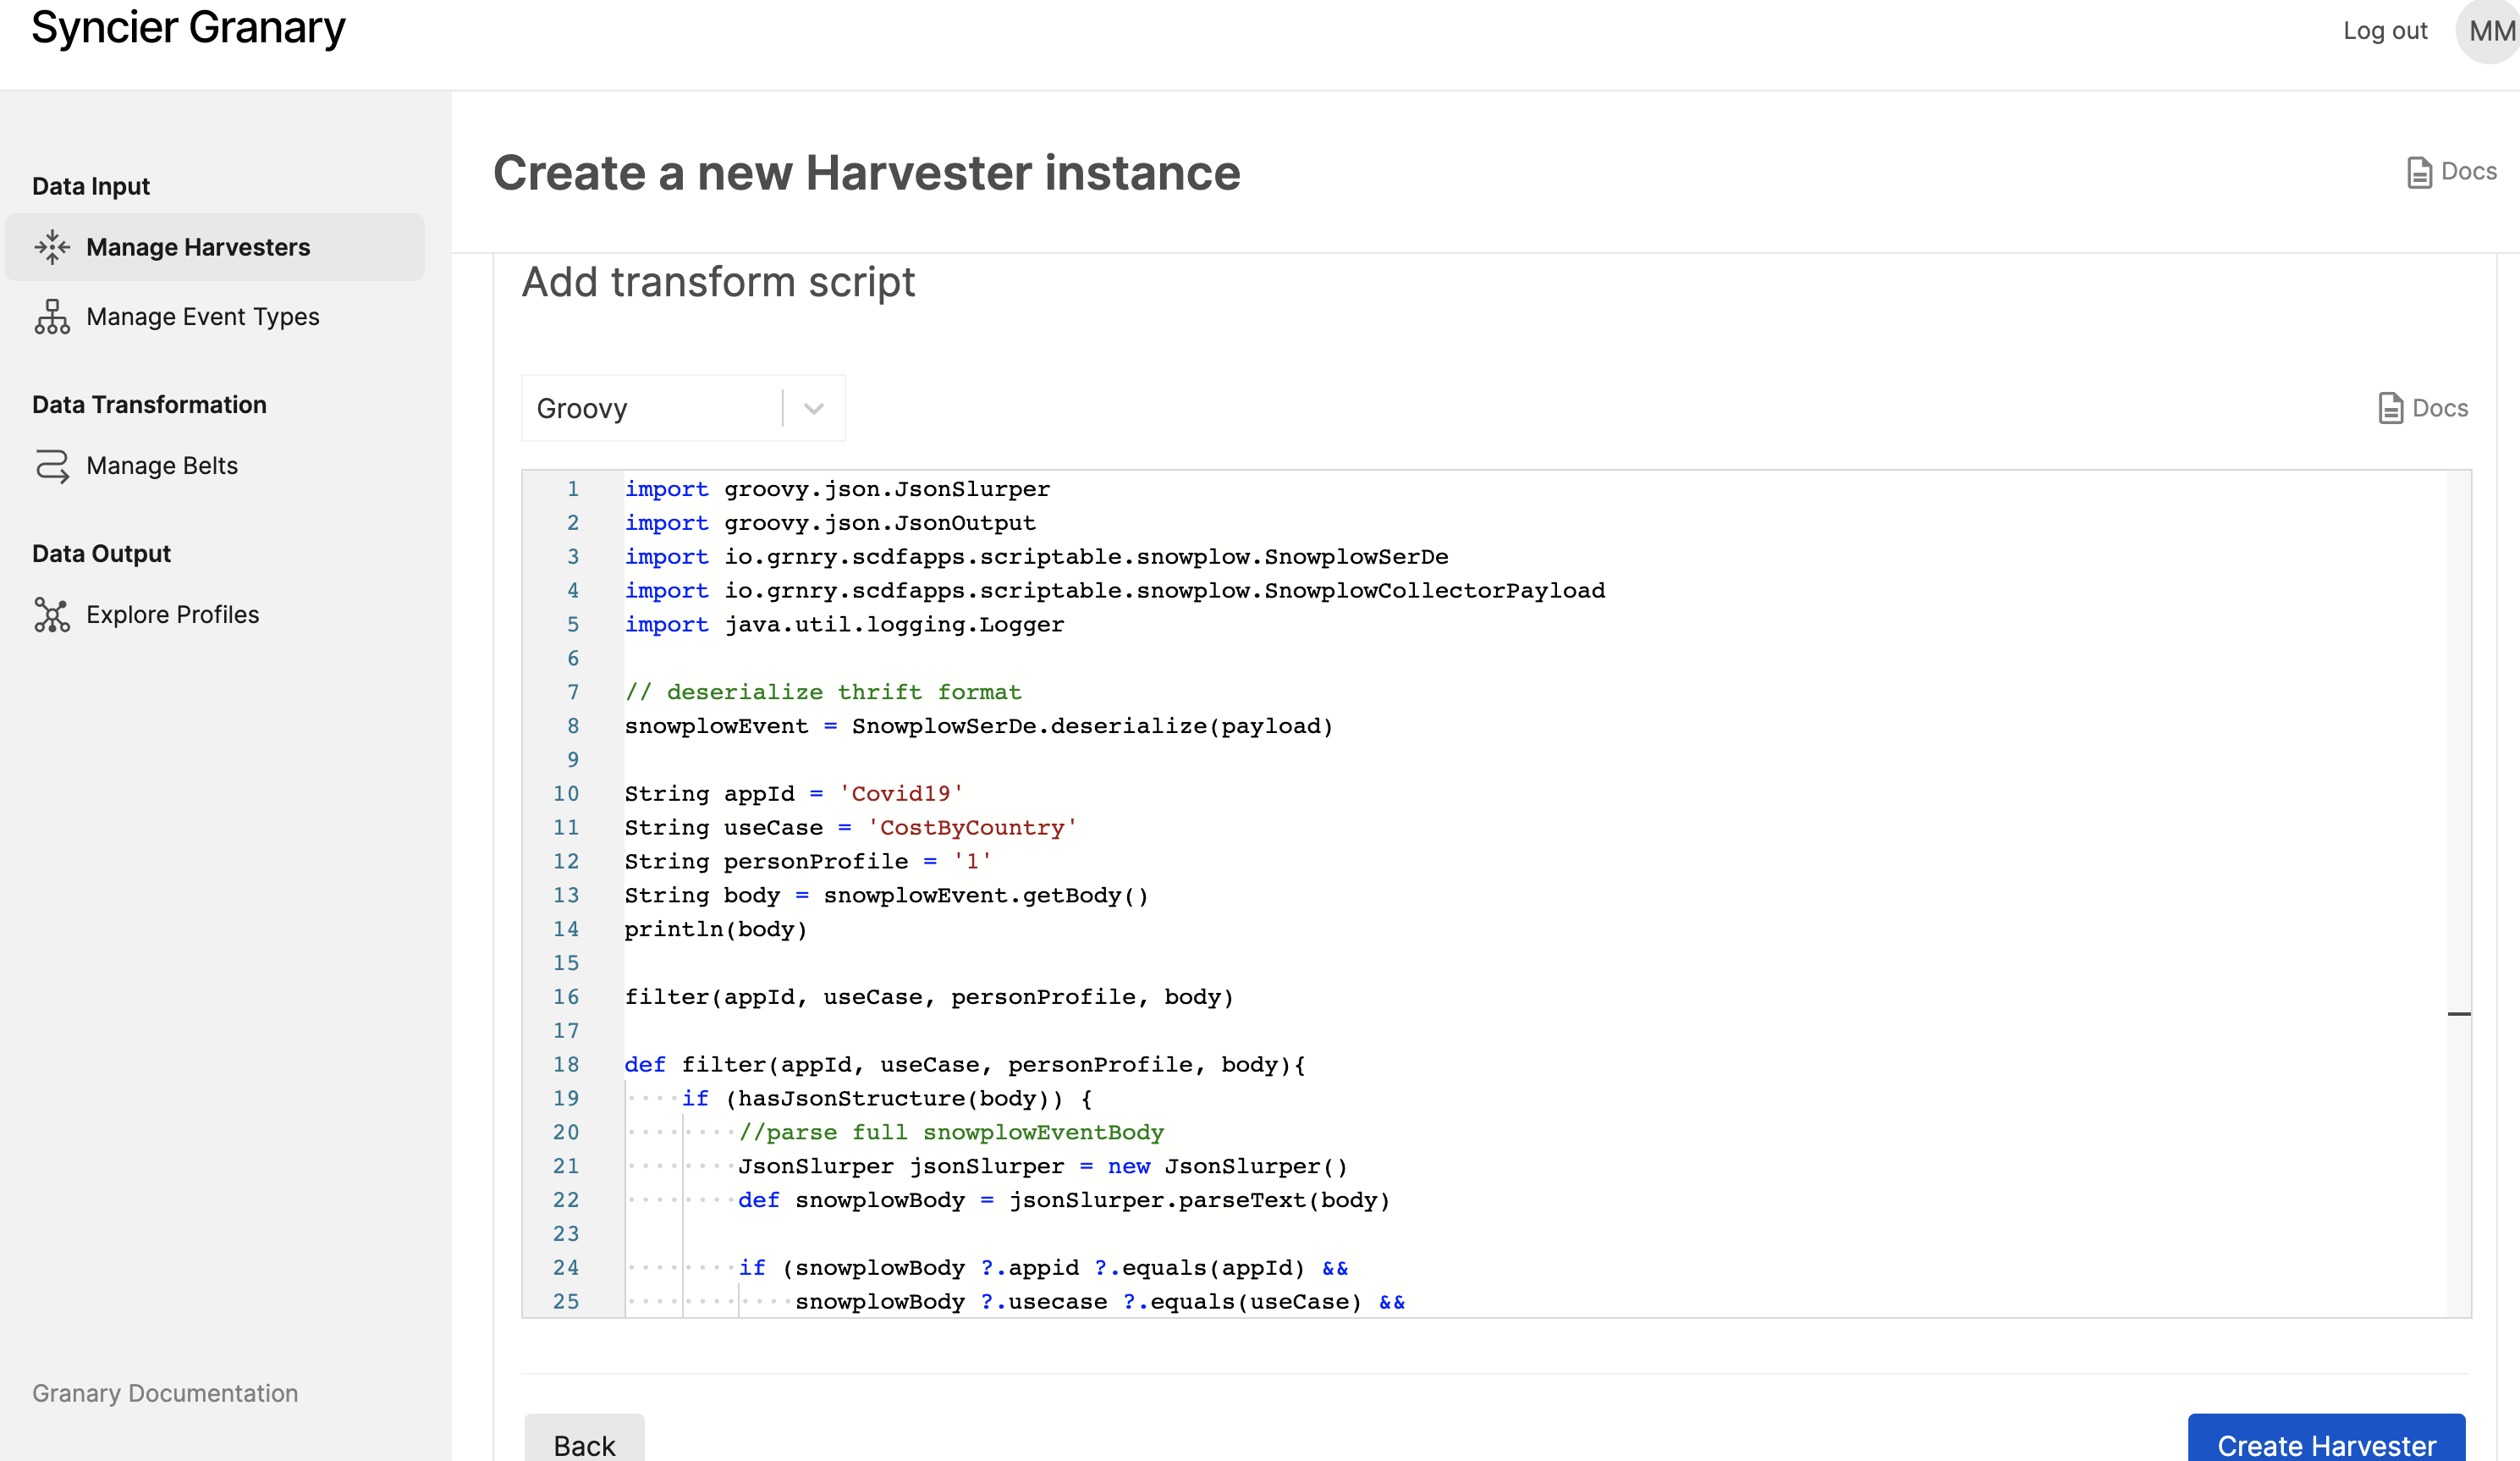 Syncier Granary
Log out
MM
Data Input
Manage Harvesters
Manage Event Types
Data Transformation
Manage Belts
Data Output
Explore Profiles
Granary Documentation
Create a new Harvester instance
Docs
Add transform script
Groovy
Docs
1 import groovy.json.JsonSlurper
2 import groovy.json.JsonOutput
3 import io.grnry.scdfapps.scriptable.snowplow.SnowplowSerDe
4 import io.grnry.scdfapps.scriptable.snowplow.SnowplowCollectorPayload
5 import java.util.logging.Logger
6
7 // deserialize thrift format
8 snowplowEvent = SnowplowSerDe.deserialize(payload)
9
10 String appId = 'Covid19'
11 String useCase = 'CostByCountry'
12 String personProfile = '1'
13 String body = snowplowEvent.getBody()
14 println(body)
15
16 filter(appId, useCase, personProfile, body)
17
18 def filter(appId, useCase, personProfile, body){
19 if (hasJsonStructure(body)) {
20 //parse full snowplowEventBody
21 JsonSlurper jsonSlurper = new JsonSlurper()
22 def snowplowBody = jsonSlurper.parseText(body)
23
24 if (snowplowBody ?.appid ?.equals(appId) &&
25 snowplowBody ?.usecase ?.equals(useCase) &&
Back
Create Harvester